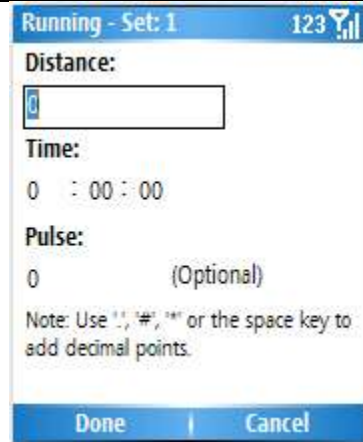 Running - Set: 1 123
Distance:
0
Time:
0 : 00 : 00
Pulse:
0 (Optional)
Note: Use '.', '#', '*' or the space key to
add decimal points.
Done Cancel